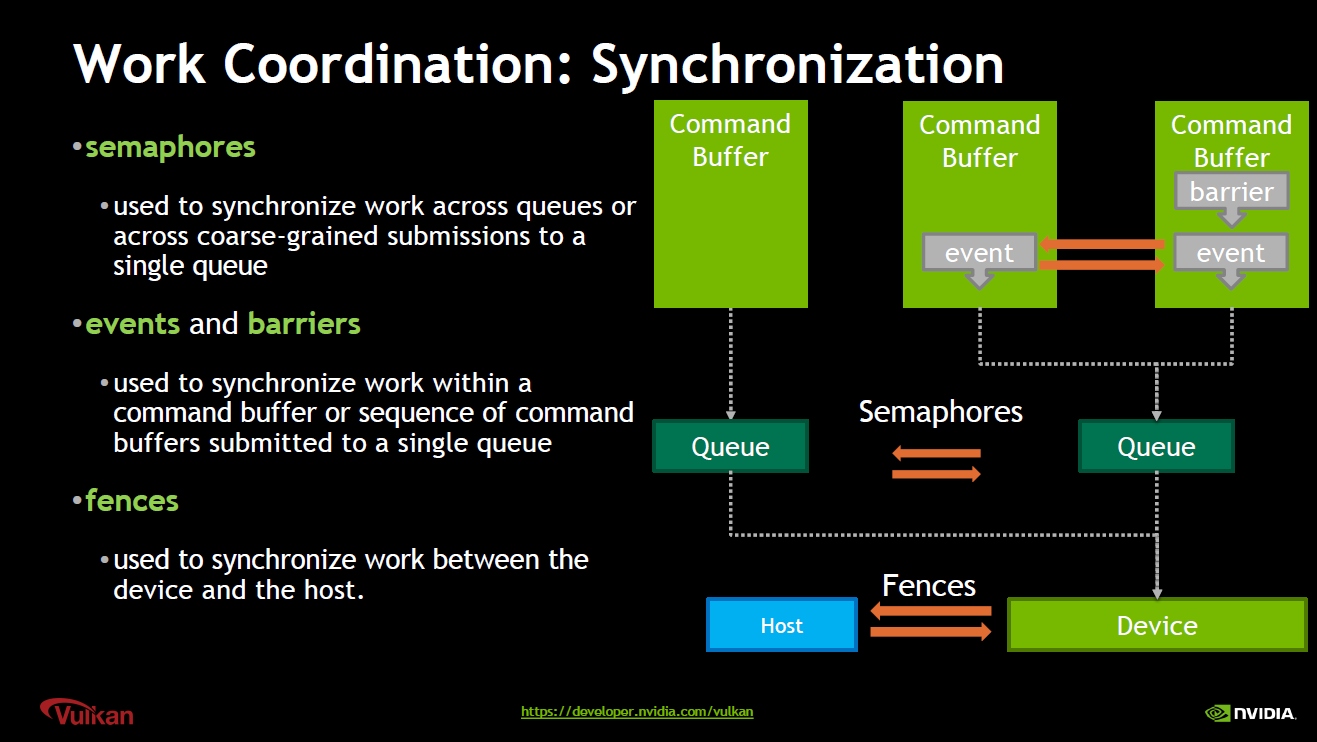 Work Coordination: Synchronization
•semaphores
•used to synchronize work across queues or
across coarse-grained submissions to a
single queue
•events and barriers
•used to synchronize work within a
command buffer or sequence of command
buffers submitted to a single queue
•fences
•used to synchronize work between the
device and the host.
Command
Buffer
Command
Buffer
event
Command
Buffer
barrier
event
Queue
Semaphores
Queue
Fences
Host
Device
Vulkan
https://developer.nvidia.com/vulkan
NVIDIA.